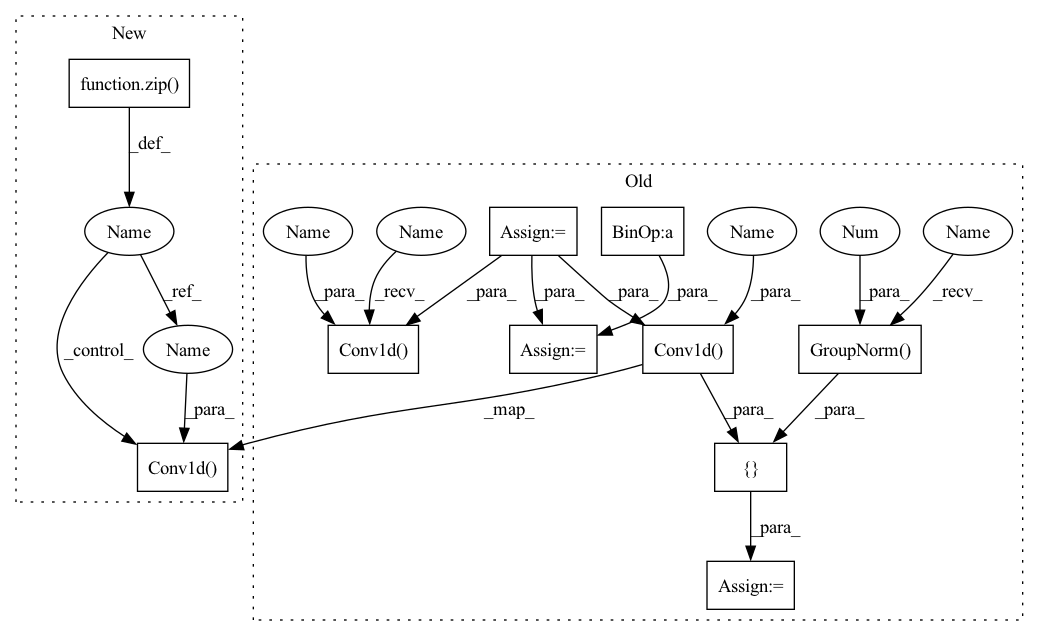 New
function.zip()
_def_
Old
Name
Name
Name
Assign:=
BinOp:a
Name
Num
Name
_ref_
_para_
_recv_
_para_
_para_
_para_
_para_
_para_
_para_
_recv_
_control_
Name
Conv1d()
Assign:=
Conv1d()
GroupNorm()
_para_
_map_
_para_
_para_
Conv1d()
{}
_para_
Assign:=